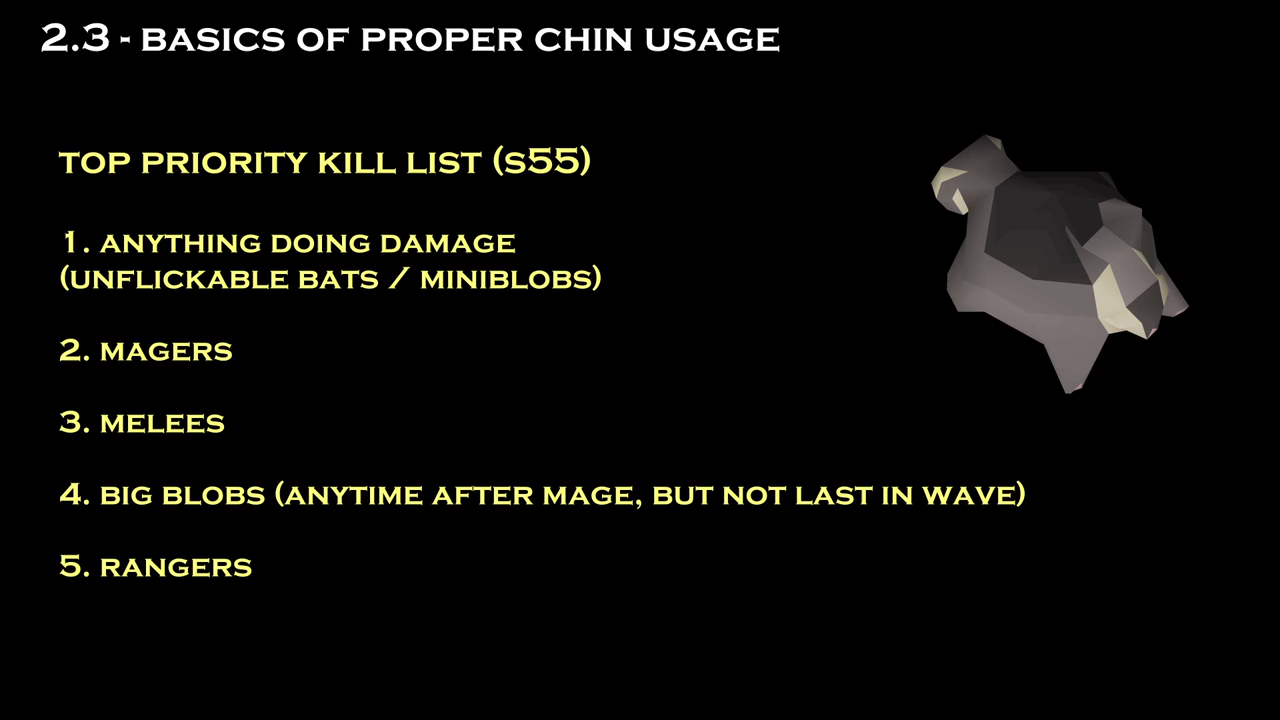 2.3 - BASICS OF PROPER CHIN USAGE
TOP PRIORITY KILL LIST (S55)
1. ANYTHING DOING DAMAGE
(UNFLICKABLE BATS / MINIBLOBS)
2. MAGERS
3. MELEES
4. BIG BLOBS (ANYTIME AFTER MAGE, BUT NOT LAST IN WAVE)
5. RANGERS